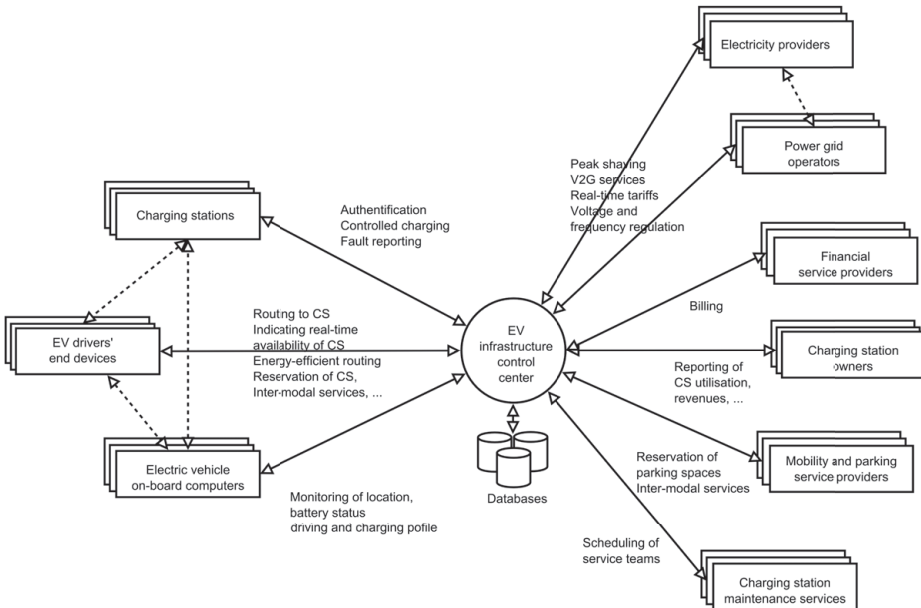 Electricity providers
Power grid
operators
Peak shaving
V2G services
Real-time tariffs
Voltage and
frequency regulation
Charging stations
Authentification
Controlled charging
Fault reporting
Financial
service providers
Billing
EV drivers'
end devices
Routing to CS
Indicating real-time
availability of CS
Energy-efficient routing
Reservation of CS,
Inter-modal services, ...
EV
infrastructure
control
center
Charging station
owners
Reporting of
CS utilisation,
revenues, ...
Electric vehicle
on-board computers
Monitoring of location,
battery status
driving and charging pofile
Databases
Reservation of
parking spaces
Inter-modal services
Mobility and parking
service providers
Scheduling of
service teams
Charging station
maintenance services